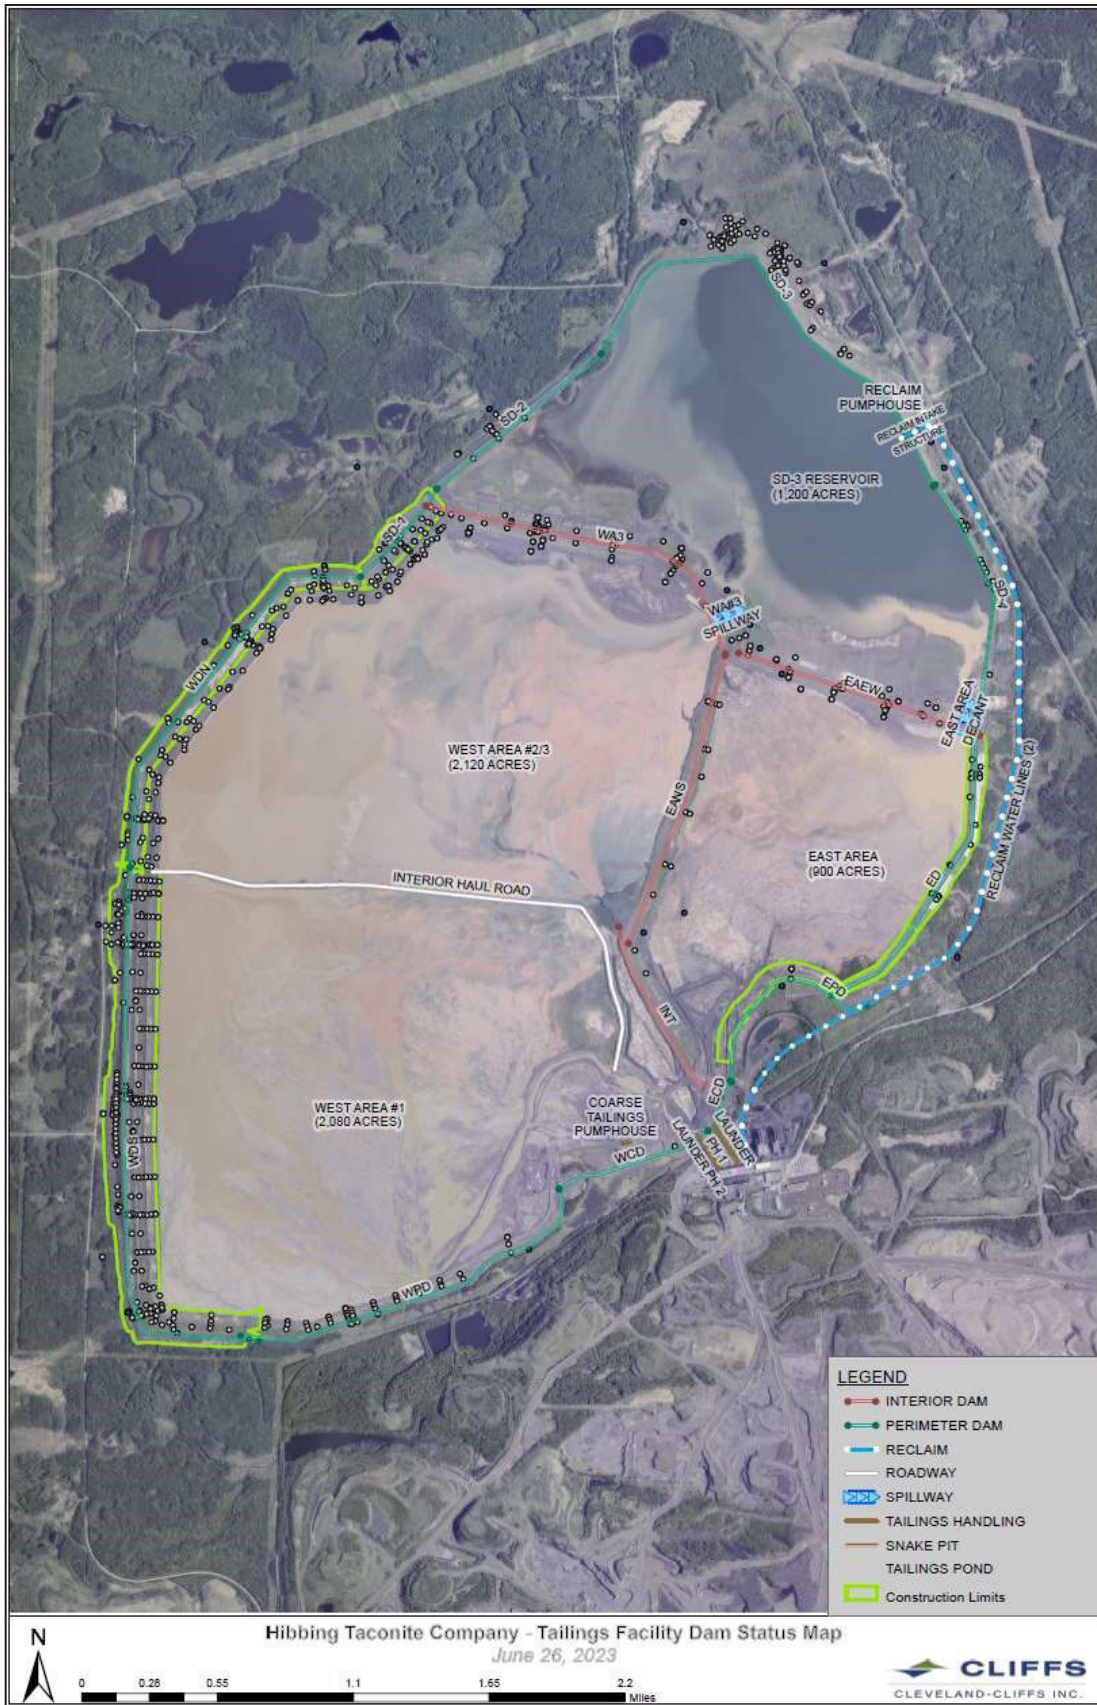 SD-3
RECLAIM
PUMPHOUSE
RECLAIM INTAKE
STRUCTURE
SD-2
SD-3 RESERVOIR
(1,200 ACRES)
SD-1
WA3
SD-4
WA#3
SPILLWAY
WDN
EAEW
EAST AREA
DECANT
WEST AREA #2/3
(2,120 ACRES)
EANS
RECLAIM WATER LINES (2)
EAST AREA
(900 ACRES)
ED
INTERIOR HAUL ROAD
EPD
INT
WEST AREA #1
(2,080 ACRES)
COARSE
TAILINGS
PUMPHOUSE
ECD
LAUNDER
PH 1
LAUNDER PH 2
WCD
WDS
WPD
LEGEND
INTERIOR DAM
PERIMETER DAM
RECLAIM
ROADWAY
SPILLWAY
TAILINGS HANDLING
SNAKE PIT
TAILINGS POND
Construction Limits
N
Hibbing Taconite Company - Tailings Facility Dam Status Map
June 26, 2023
0 0.28 0.55 1.1 1.65 2.2
Miles
CLIFFS
CLEVELAND-CLIFFS INC.